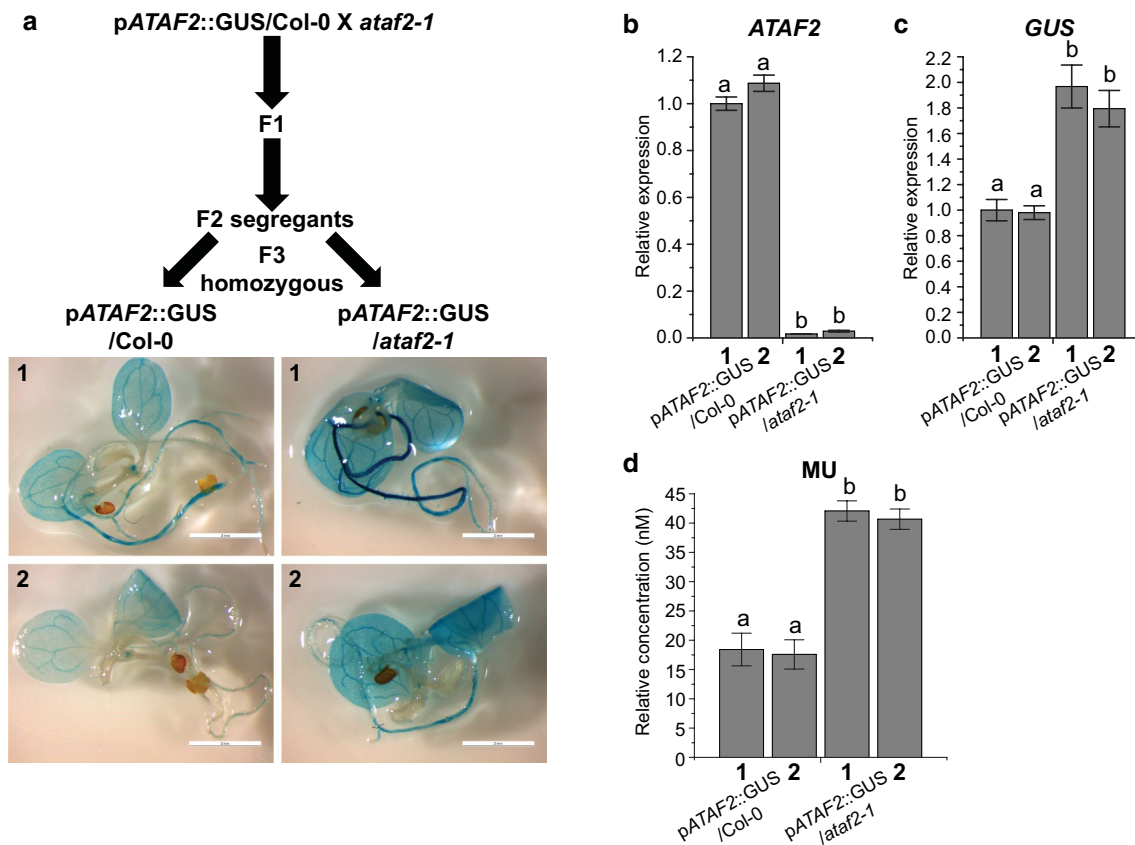 a
pATAF2::GUS/Col-0 X ataf2-1
F1
F2 segregants
F3
homozygous
pATAF2::GUS
/Col-0
pATAF2::GUS
/ataf2-1
1
1
2
2
b
ATAF2
Relative expression
1.2
1.0
0.8
0.6
0.4
0.2
0.0
a
a
b
b
1 2 1 2
pATAF2::GUS
/Col-0
pATAF2::GUS
/ataf2-1
c
GUS
Relative expression
2.2
2.0
1.8
1.6
1.4
1.2
1.0
0.8
0.6
0.4
0.2
0.0
a
a
b
b
1 2 1 2
pATAF2::GUS
/Col-0
pATAF2::GUS
/ataf2-1
d
MU
Relative concentration (nM)
45
40
35
30
25
20
15
10
5
0
a
a
b
b
1 2 1 2
pATAF2::GUS
/Col-0
pATAF2::GUS
/ataf2-1